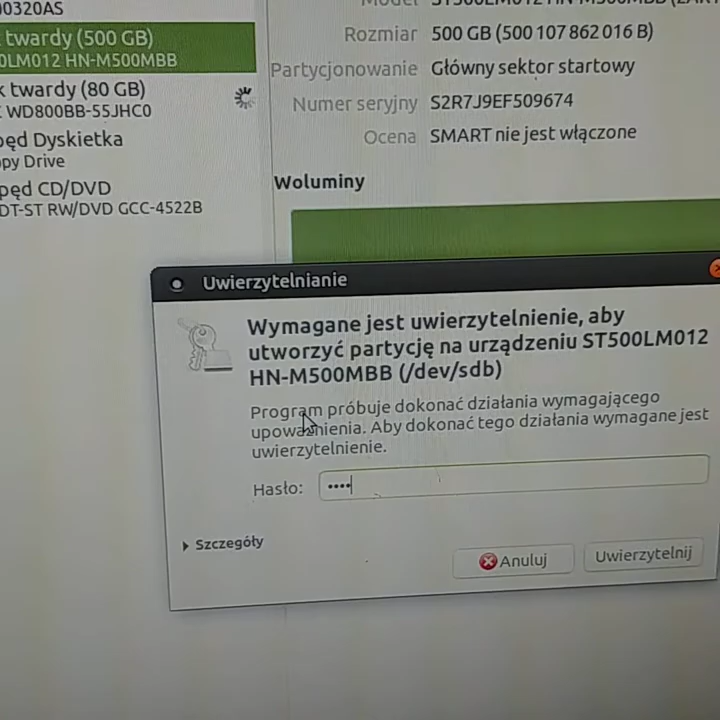 00320AS
twardy (500 GB)
0LM012 HN-M500MBB
k twardy (80 GB)
WD800BB-55JHC0
pęd Dyskietka
ppy Drive
pęd CD/DVD
DT-ST RW/DVD GCC-4522B
Model
Rozmiar 500 GB (500 107 862 016 B)
Partycjonowanie Główny sektor startowy
Numer seryjny S2R7J9EF509674
Ocena SMART nie jest włączone
Woluminy
Uwierzytelnianie
Wymagane jest uwierzytelnienie, aby
utworzyć partycję na urządzeniu ST500LM012
HN-M500MBB (/dev/sdb)
Program próbuje dokonać działania wymagającego
upoważnienia. Aby dokonać tego działania wymagane jest
uwierzytelnienie.
Hasło: ••••
Szczegóły
Anuluj
Uwierzytelnij